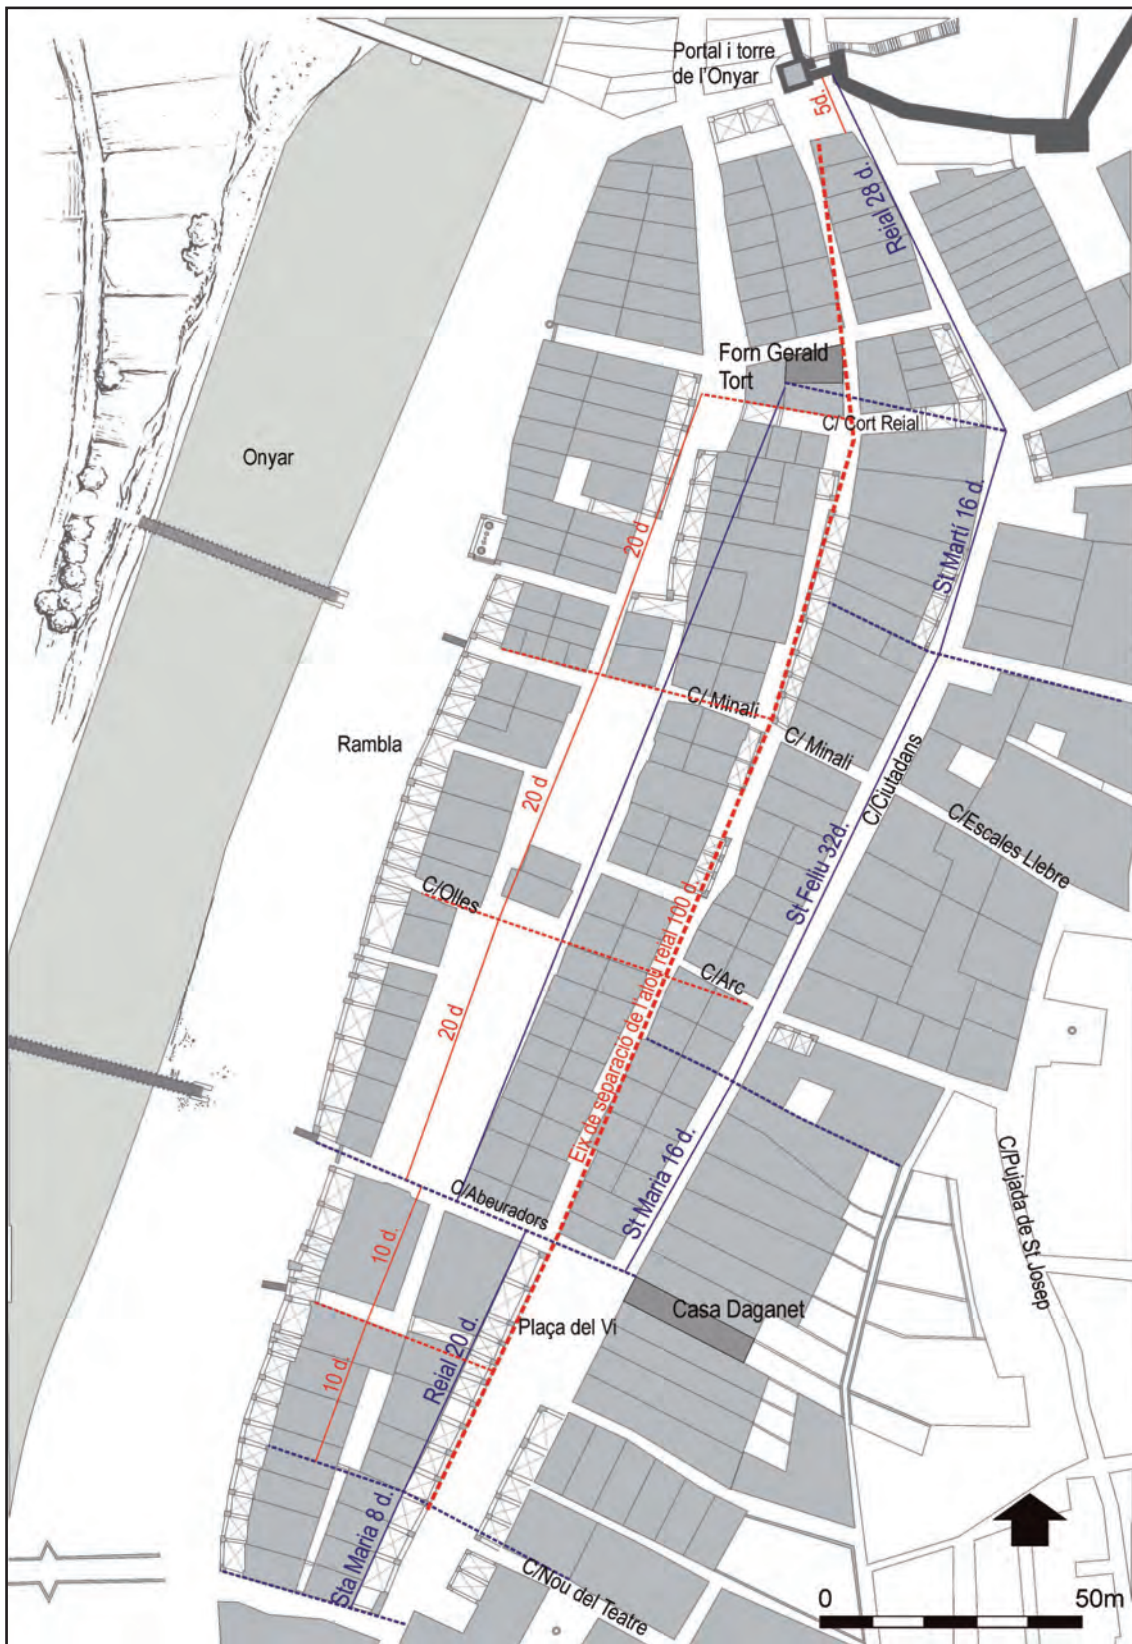 Portal i torre
de l'Onyar
5d.
Reial 28 d.
Forn Gerald
Tort
C/ Cort Reial
Onyar
20 d
St Martí 16 d.
C/ Minali
C/ Minali
Rambla
C/Ciutadans
20 d
C/Escales Llebre
St Feliu 32d.
C/Olles
Eix de separació de l'alou reial 100 d.
C/Arc
20 d
C/Pujada de St Josep
St Maria 16 d.
C/Abeuradors
10 d.
Casa Daganet
Plaça del Vi
Reial 20 d.
10 d.
Sta Maria 8 d.
C/Nou del Teatre
0 50m